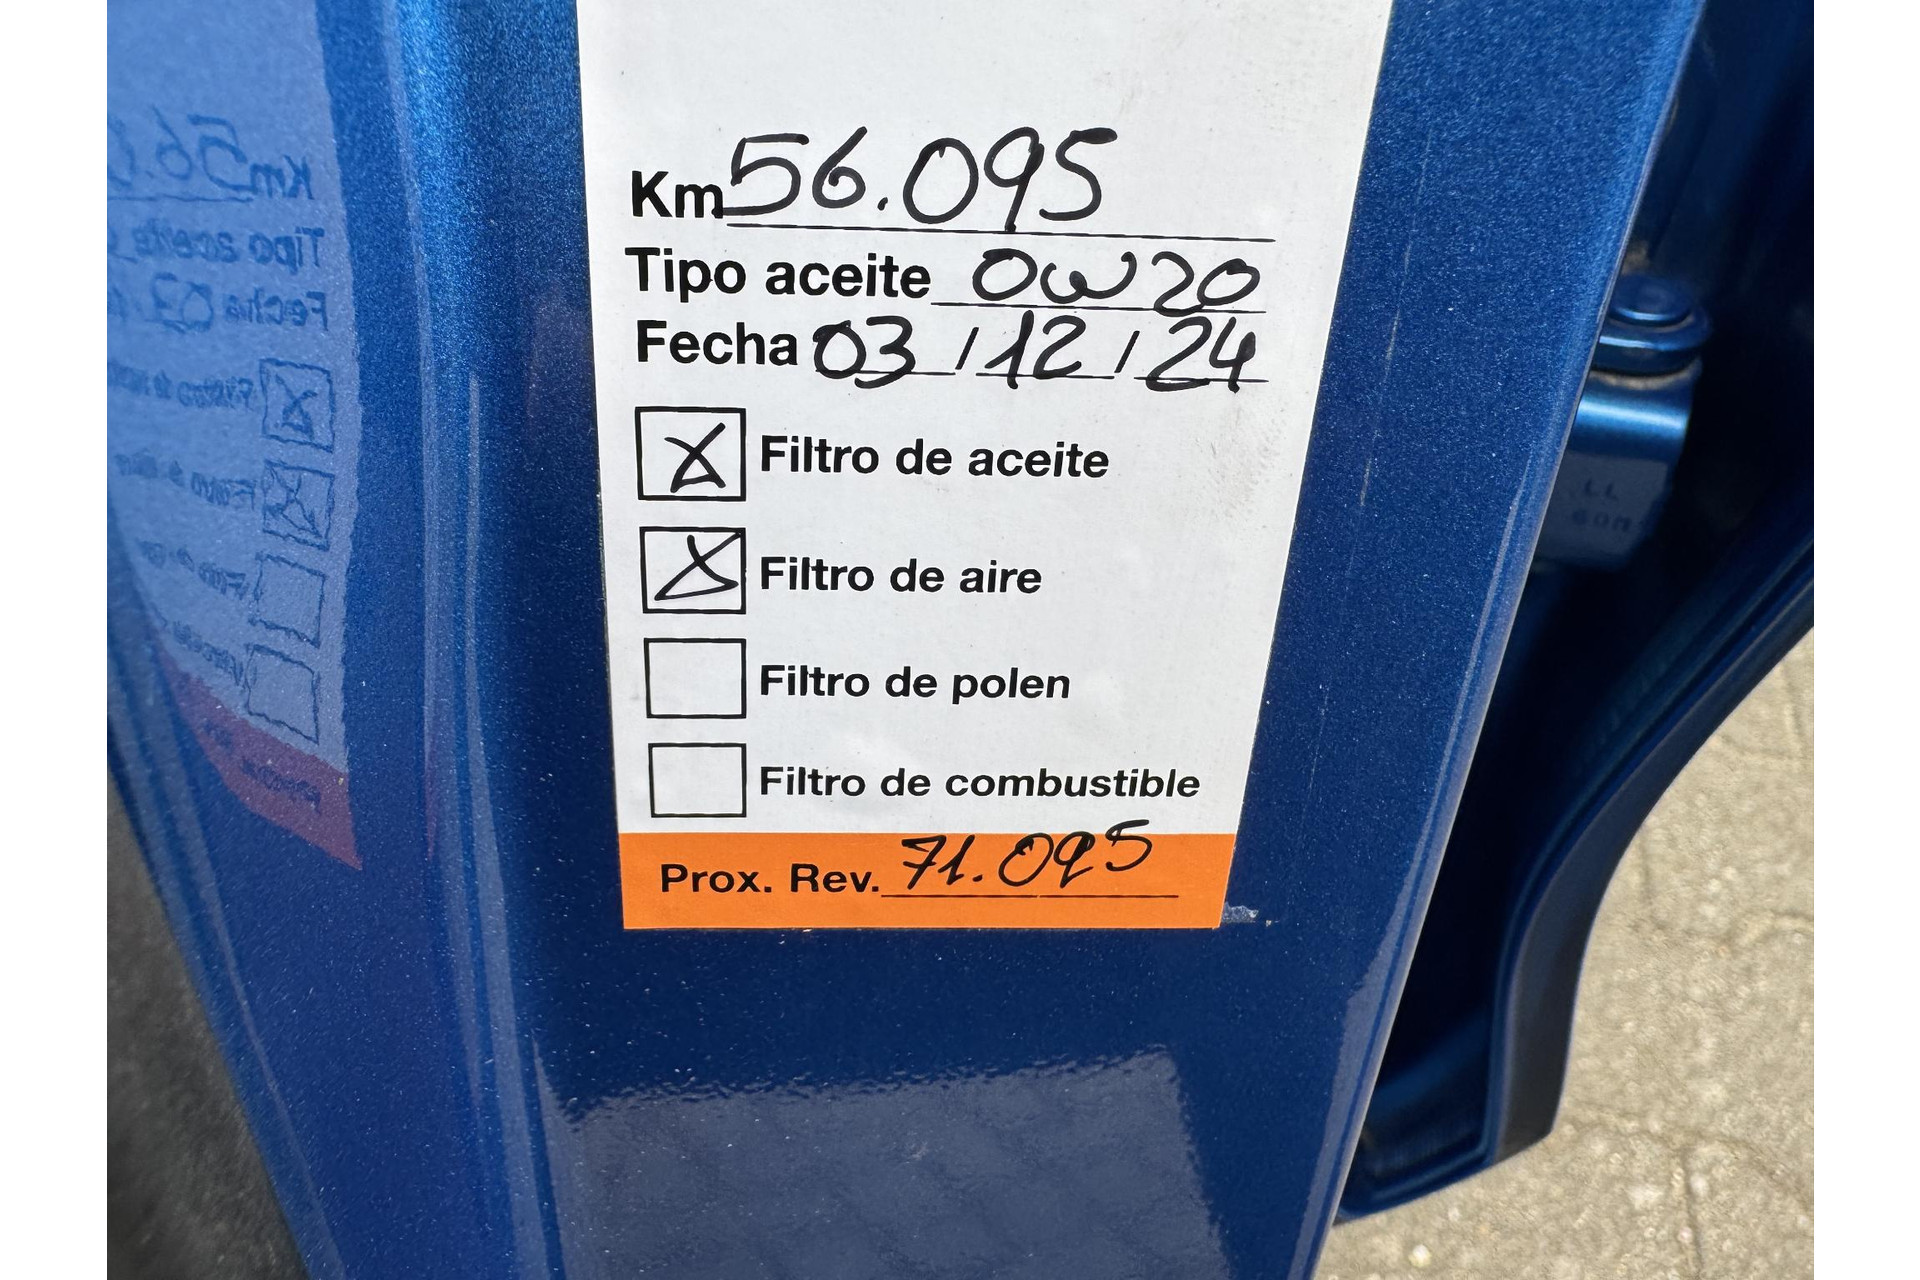 Km 56.095
Tipo aceite 0W20
Fecha 03/12/24
Filtro de aceite
Filtro de aire
Filtro de polen
Filtro de combustible
Prox. Rev. 71.095
LL